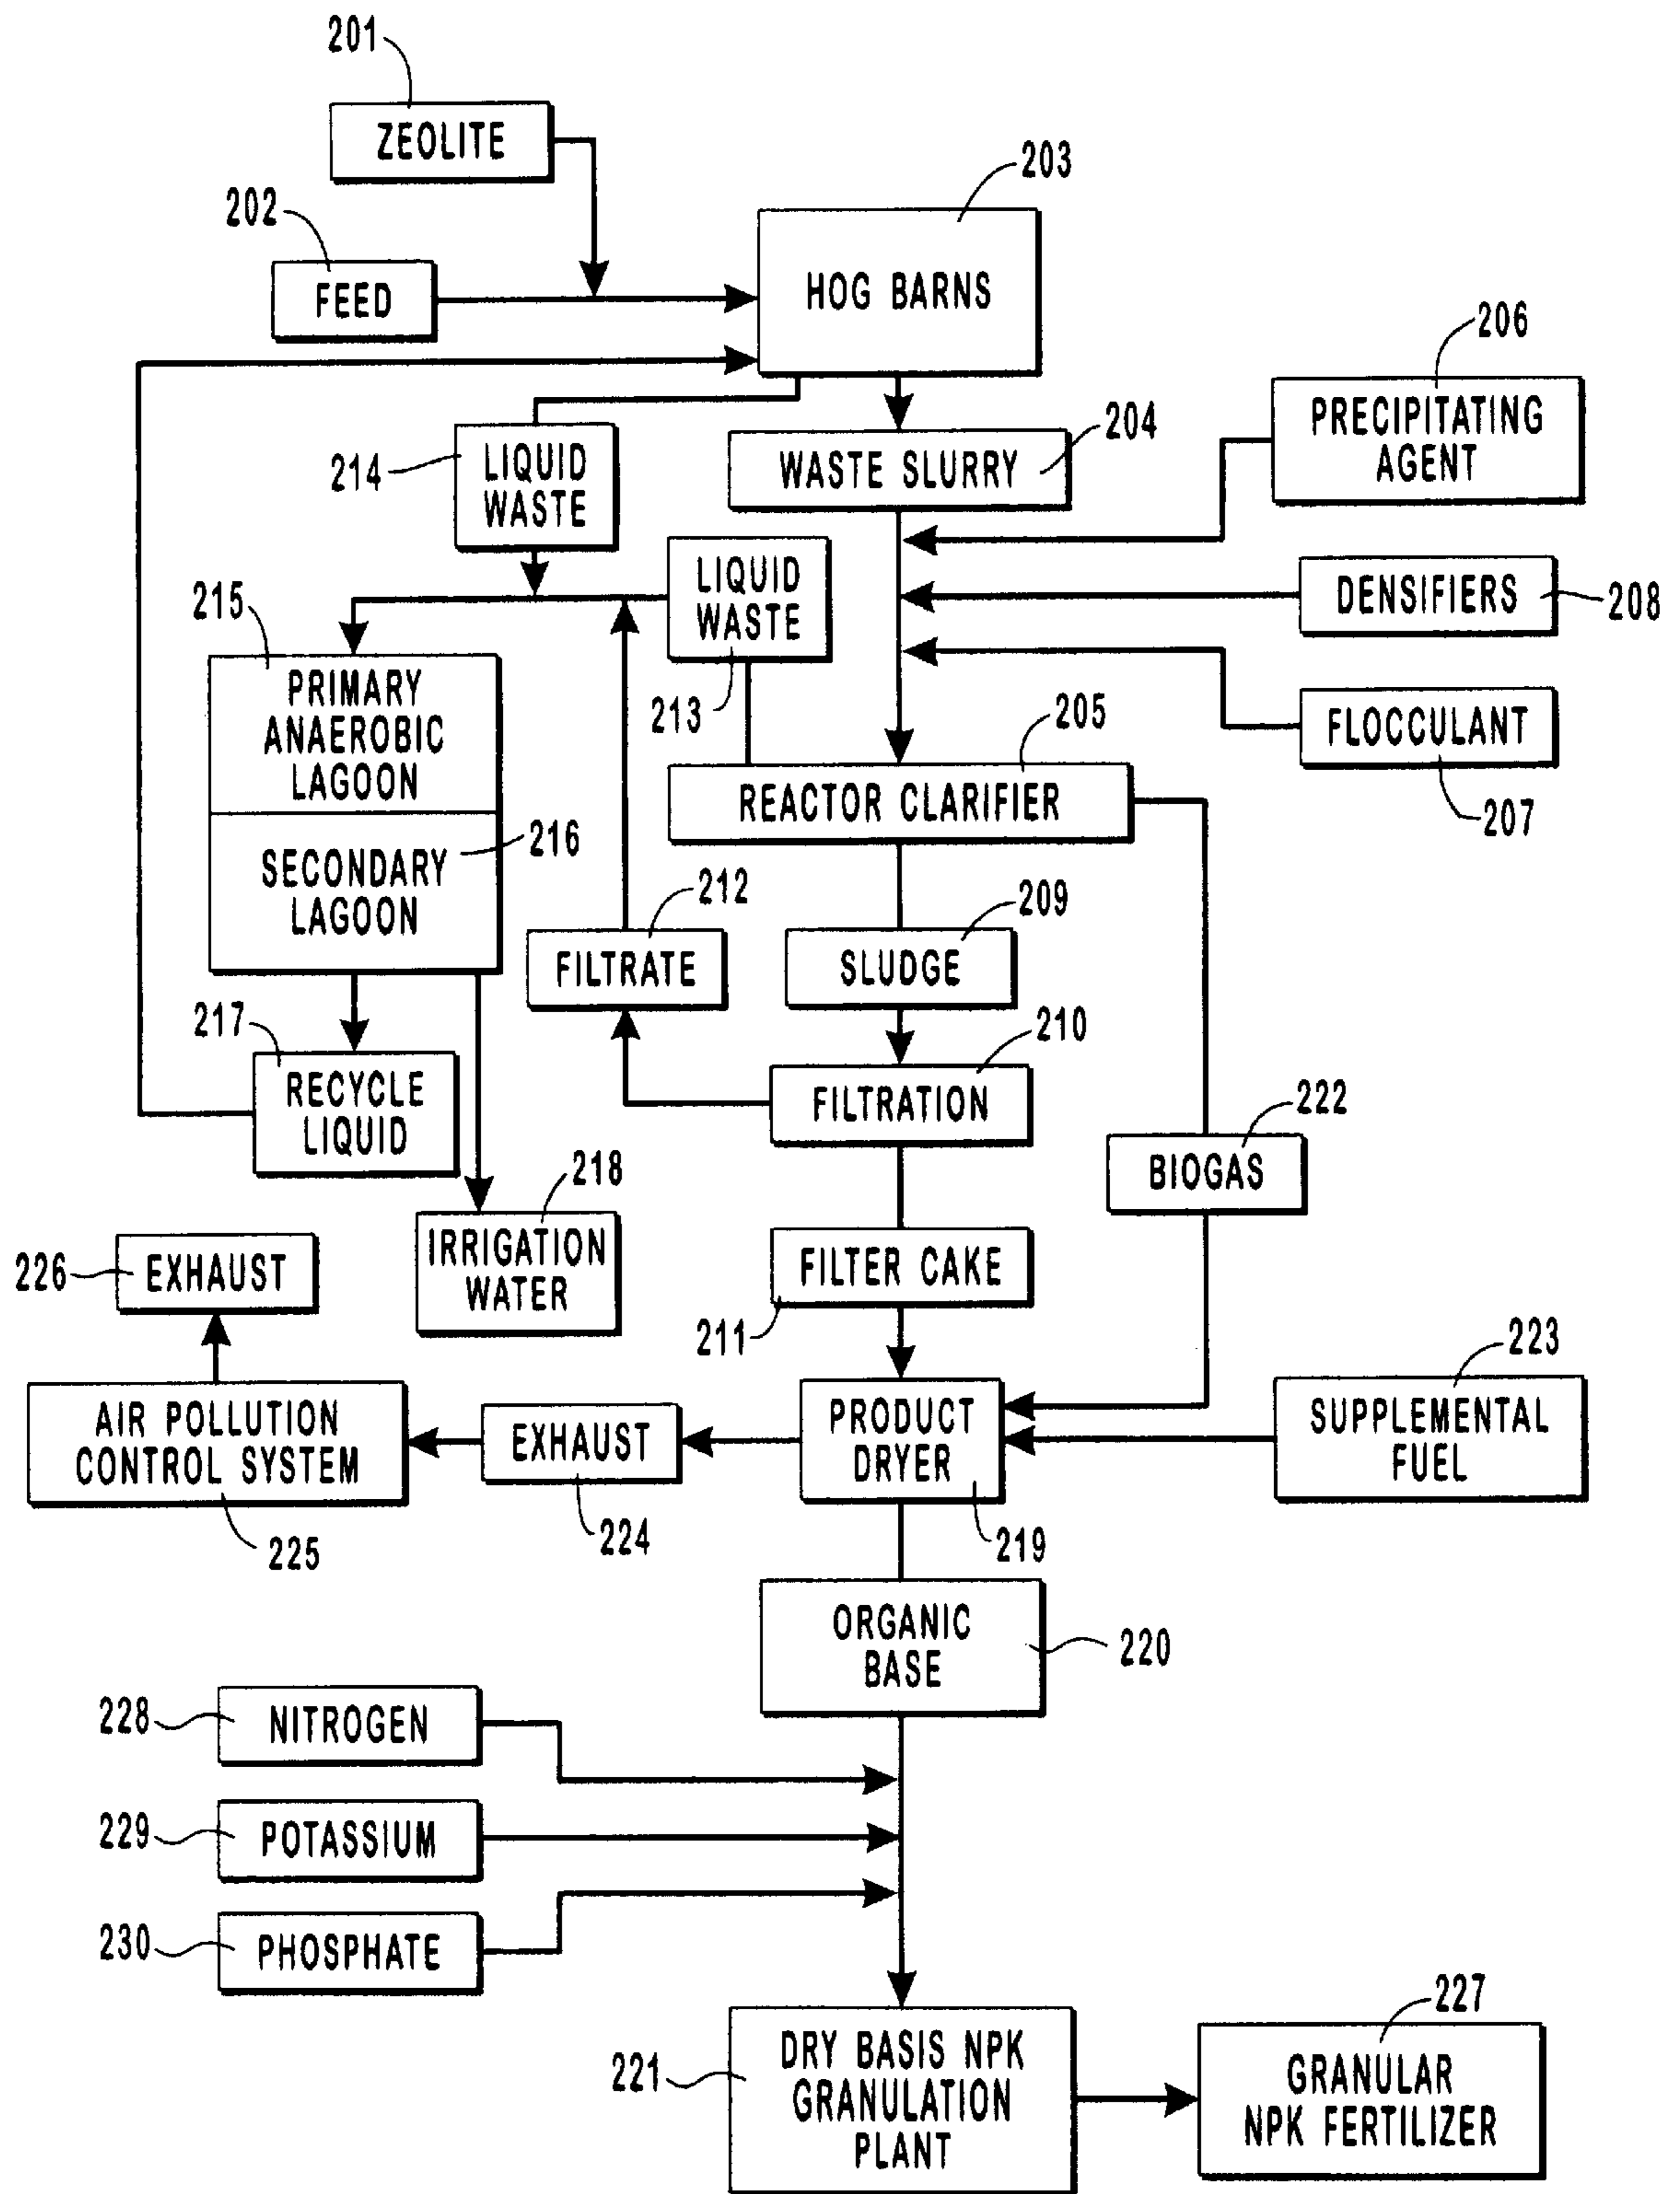 201
ZEOLITE
203
202
FEED
HOG BARNS
206
PRECIPITATING
AGENT
204
WASTE SLURRY
214
LIQUID
WASTE
LIQUID
WASTE
213
DENSIFIERS
208
215
PRIMARY
ANAEROBIC
LAGOON
205
FLOCCULANT
207
REACTOR CLARIFIER
216
SECONDARY
LAGOON
212
FILTRATE
209
SLUDGE
217
RECYCLE
LIQUID
210
FILTRATION
222
BIOGAS
218
IRRIGATION
WATER
226
EXHAUST
FILTER CAKE
211
223
SUPPLEMENTAL
FUEL
AIR POLLUTION
CONTROL SYSTEM
225
EXHAUST
224
PRODUCT
DRYER
219
ORGANIC
BASE
220
228
NITROGEN
229
POTASSIUM
230
PHOSPHATE
221
DRY BASIS NPK
GRANULATION
PLANT
227
GRANULAR
NPK FERTILIZER